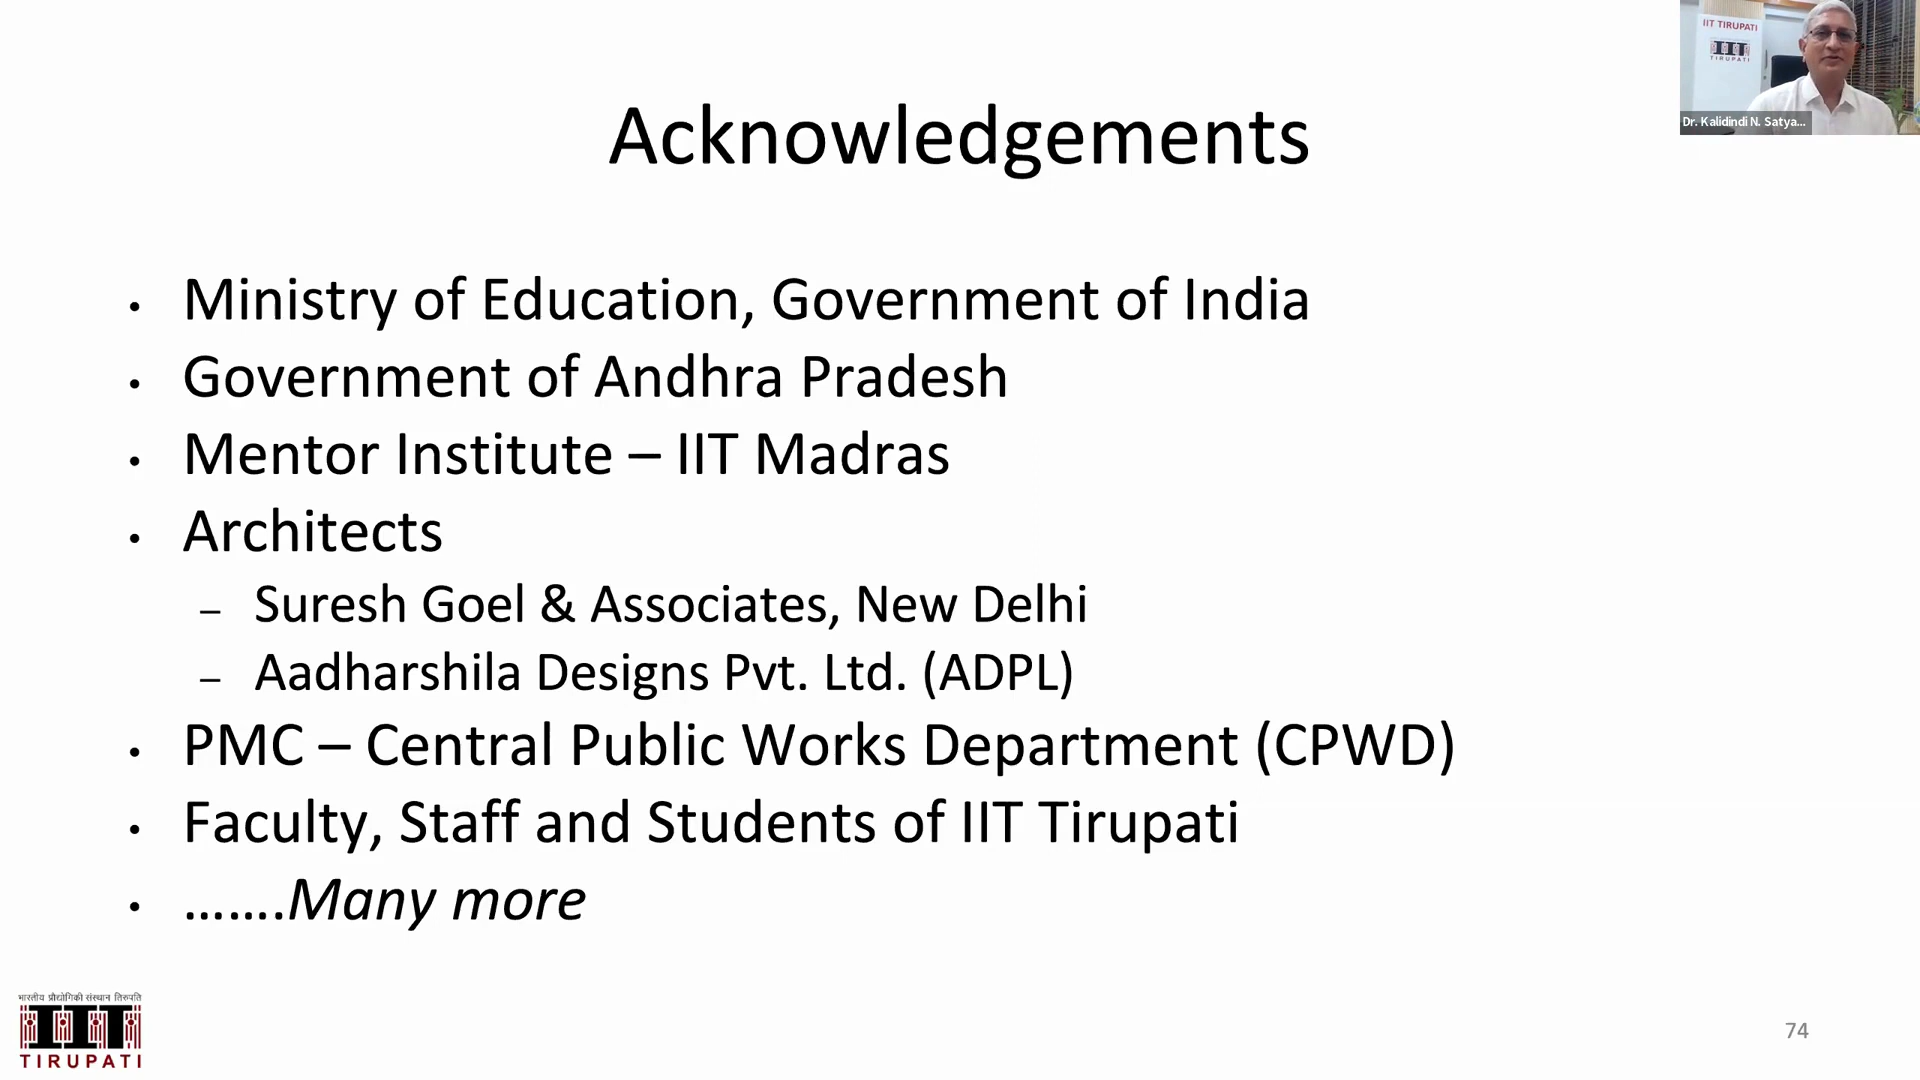 IIT TIRUPATI
TIRUPATI
Dr. Kalidindi N. Satya...
Acknowledgements
• Ministry of Education, Government of India
• Government of Andhra Pradesh
• Mentor Institute – IIT Madras
• Architects
– Suresh Goel & Associates, New Delhi
– Aadharshila Designs Pvt. Ltd. (ADPL)
• PMC – Central Public Works Department (CPWD)
• Faculty, Staff and Students of IIT Tirupati
• …….Many more
भारतीय प्रौद्योगिकी संस्थान तिरुपति
IIT
TIRUPATI
74